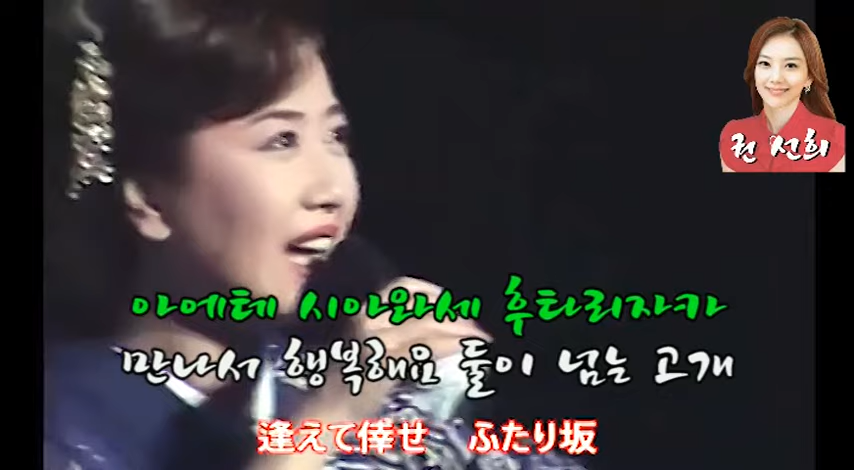 권 선희
아에테 시아와세 후타리자카
만나서 행복해요 둘이 넘는 고개
逢えて倖せ ふたり坂